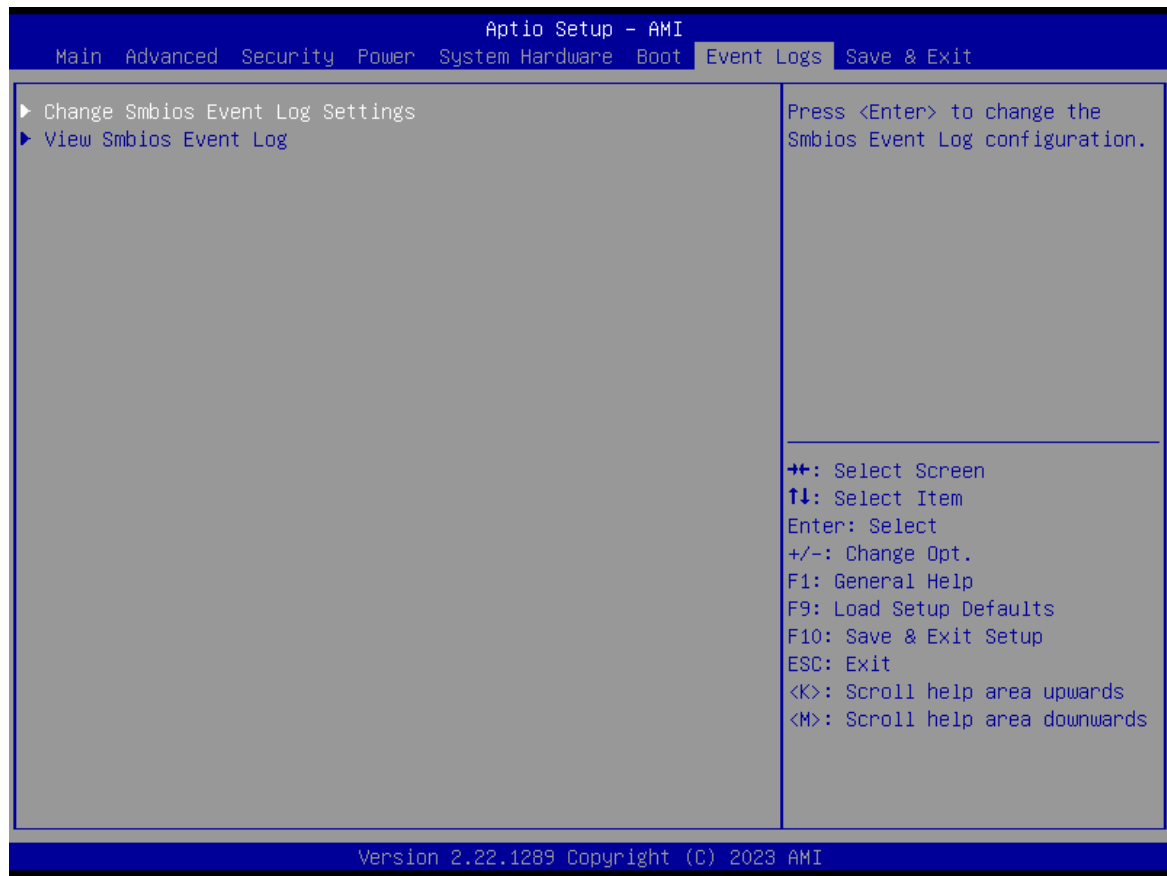 Aptio Setup – AMI
Main Advanced Security Power System Hardware Boot Event Logs Save & Exit
▶ Change Smbios Event Log Settings
▶ View Smbios Event Log
Press <Enter> to change the
Smbios Event Log configuration.
→←: Select Screen
↑↓: Select Item
Enter: Select
+/-: Change Opt.
F1: General Help
F9: Load Setup Defaults
F10: Save & Exit Setup
ESC: Exit
<K>: Scroll help area upwards
<M>: Scroll help area downwards
Version 2.22.1289 Copyright (C) 2023 AMI